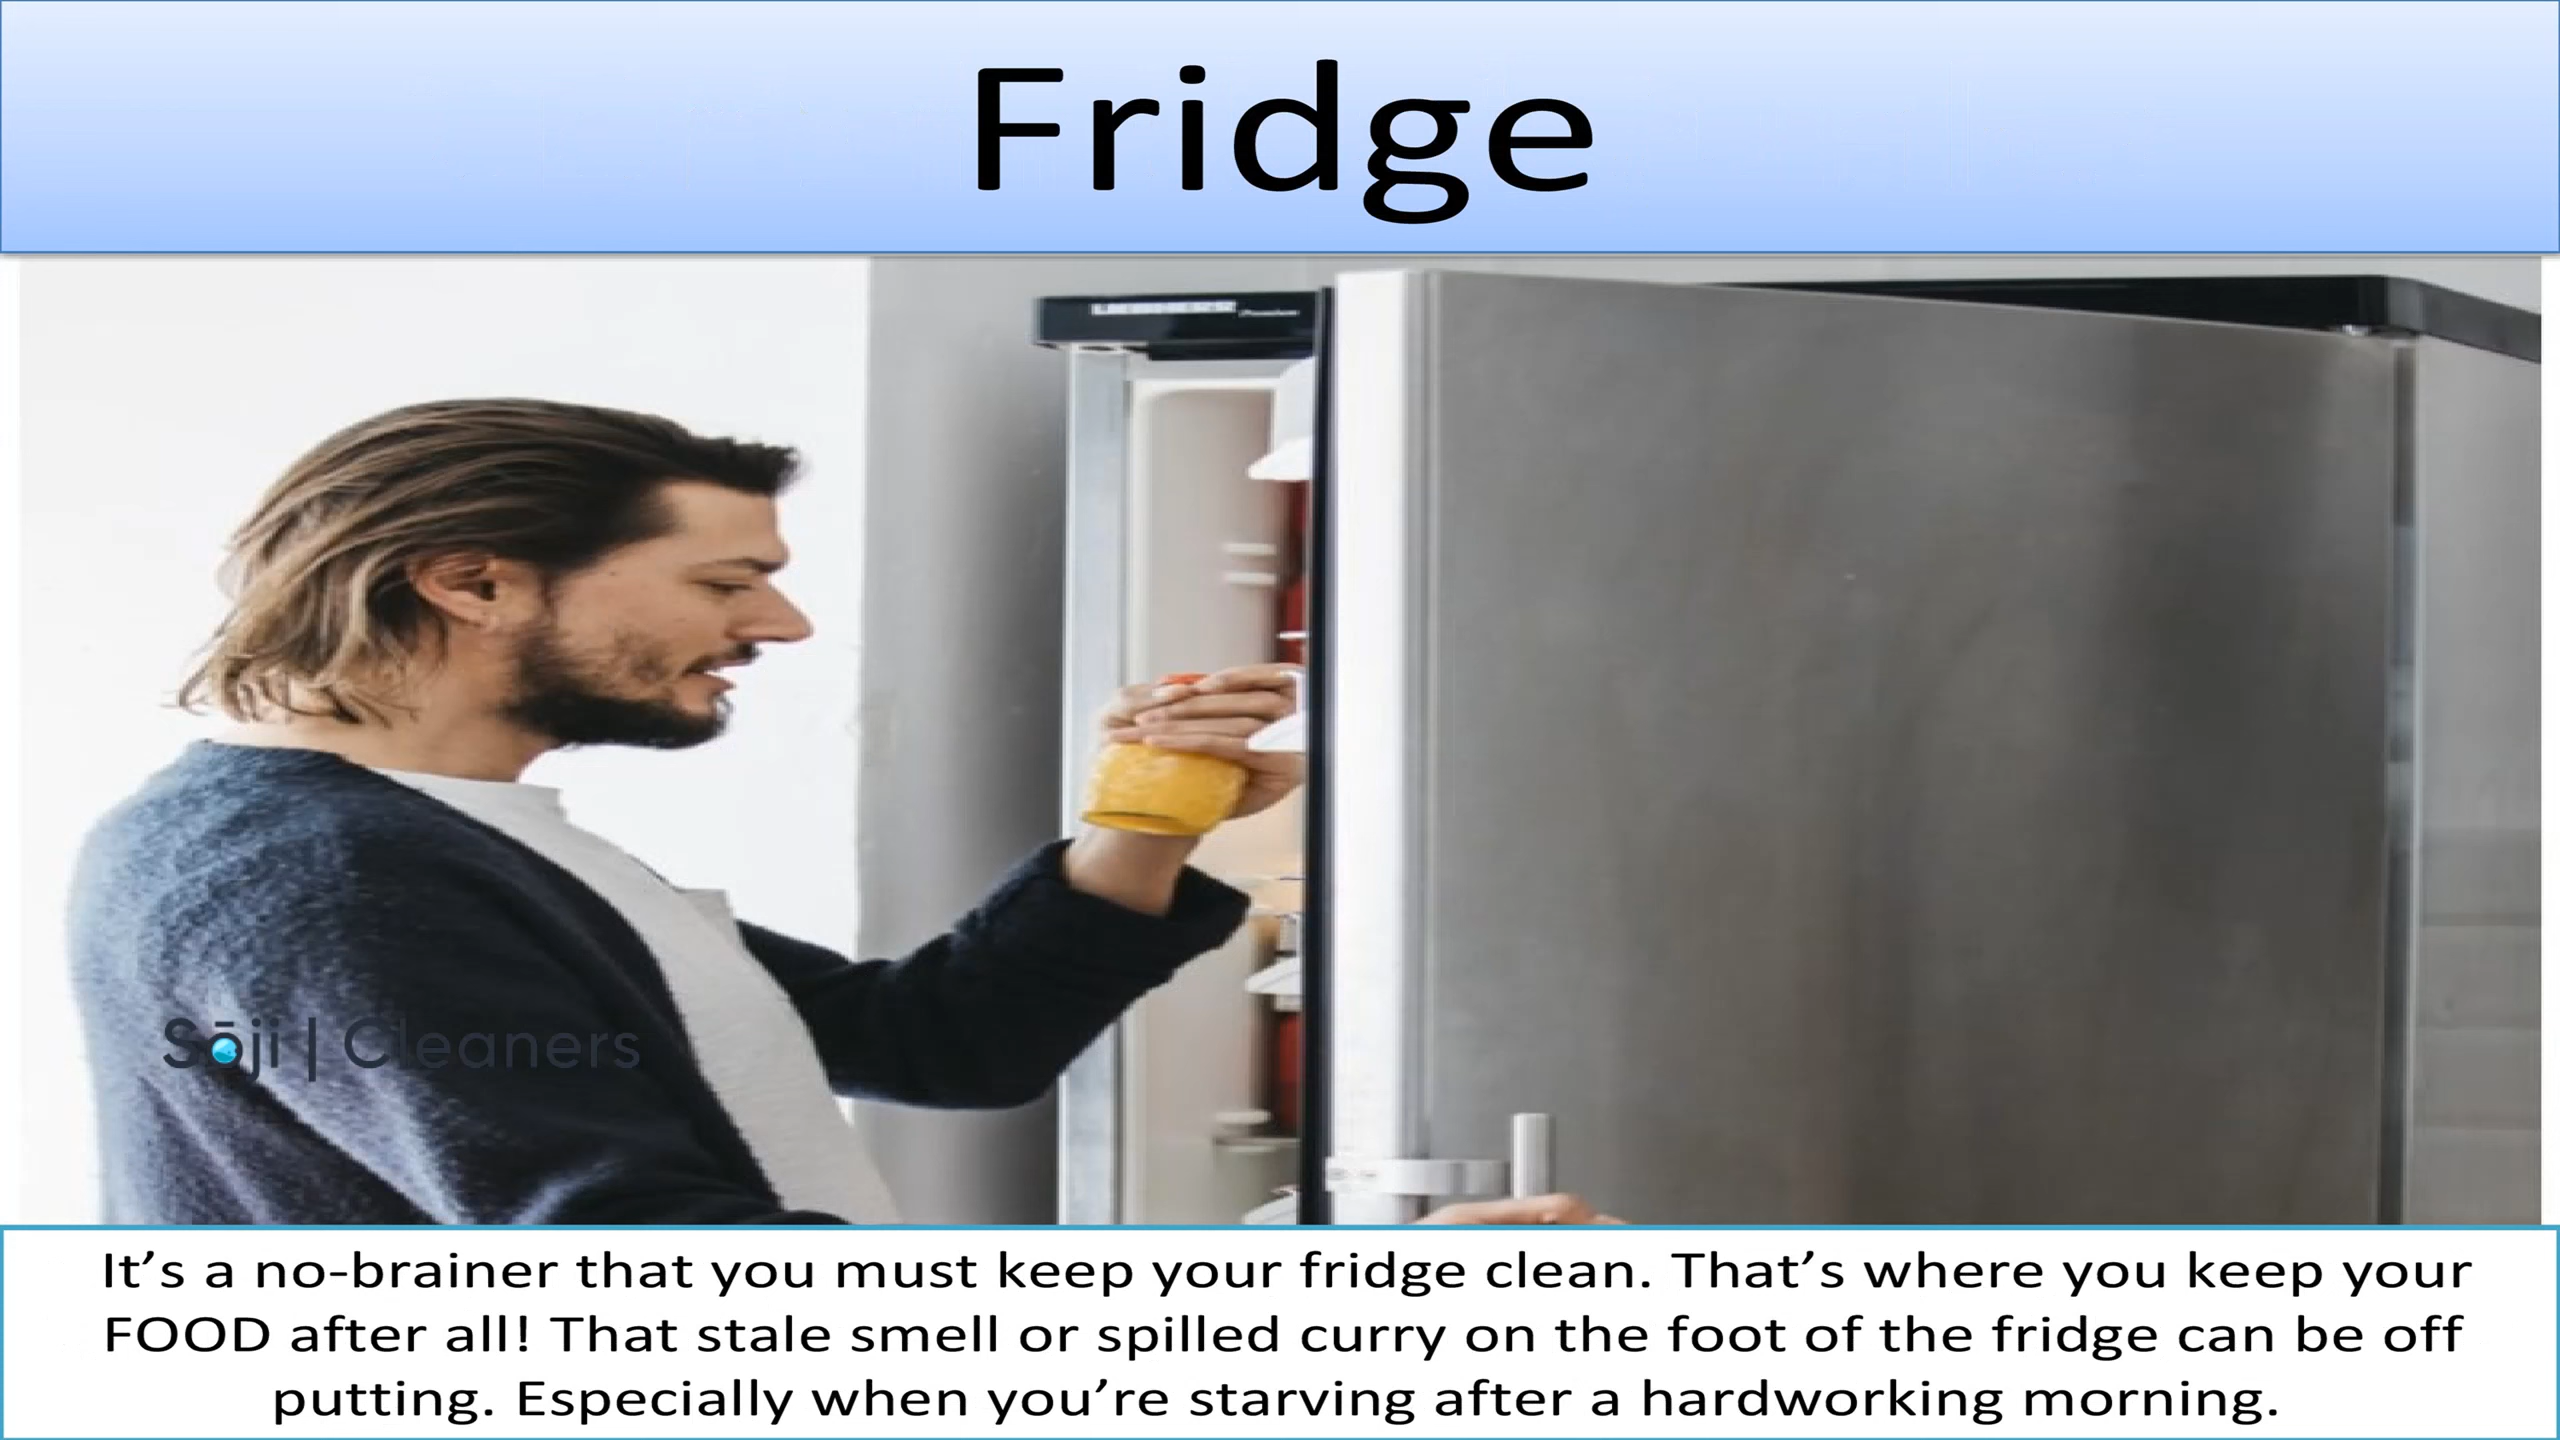 Fridge
Premium
Sōji | Cleaners
It’s a no-brainer that you must keep your fridge clean. That’s where you keep your
FOOD after all! That stale smell or spilled curry on the foot of the fridge can be off
putting. Especially when you’re starving after a hardworking morning.